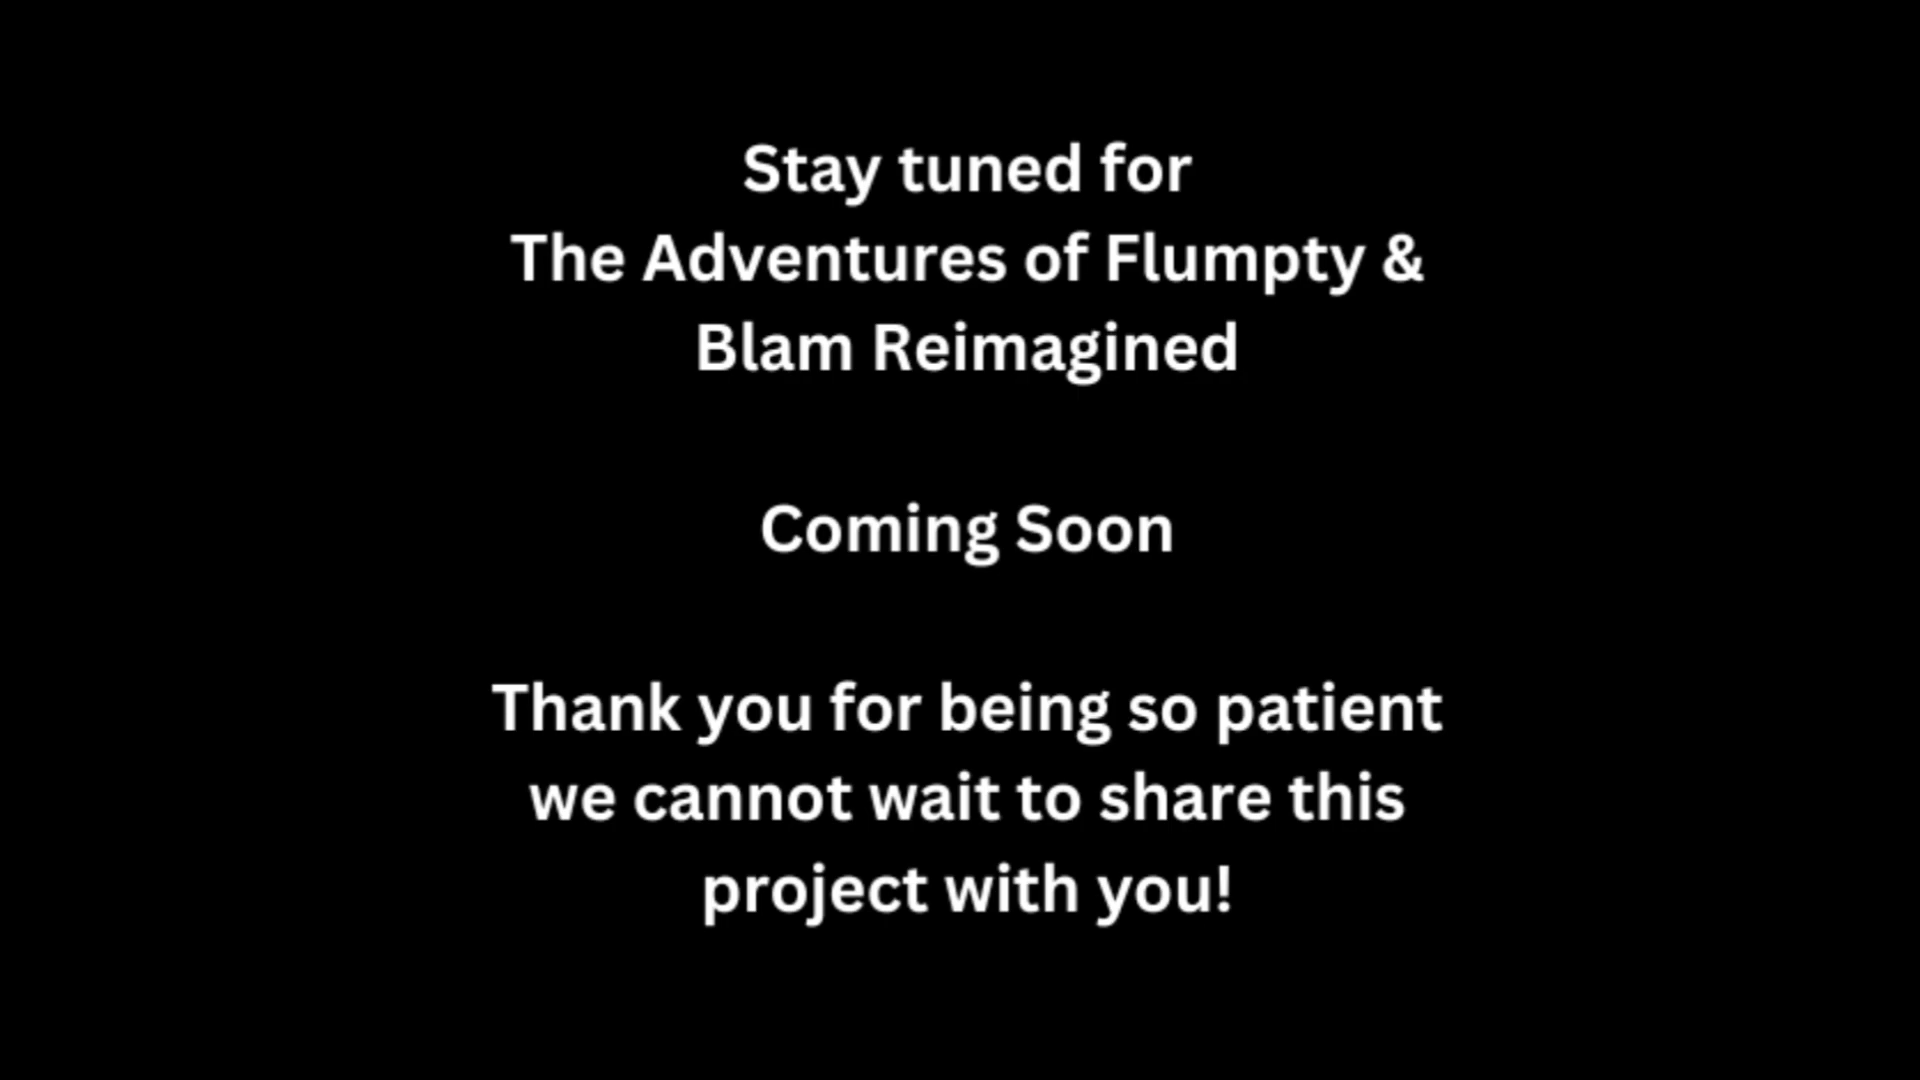 Stay tuned for
The Adventures of Flumpty &
Blam Reimagined
Coming Soon
Thank you for being so patient
we cannot wait to share this
project with you!